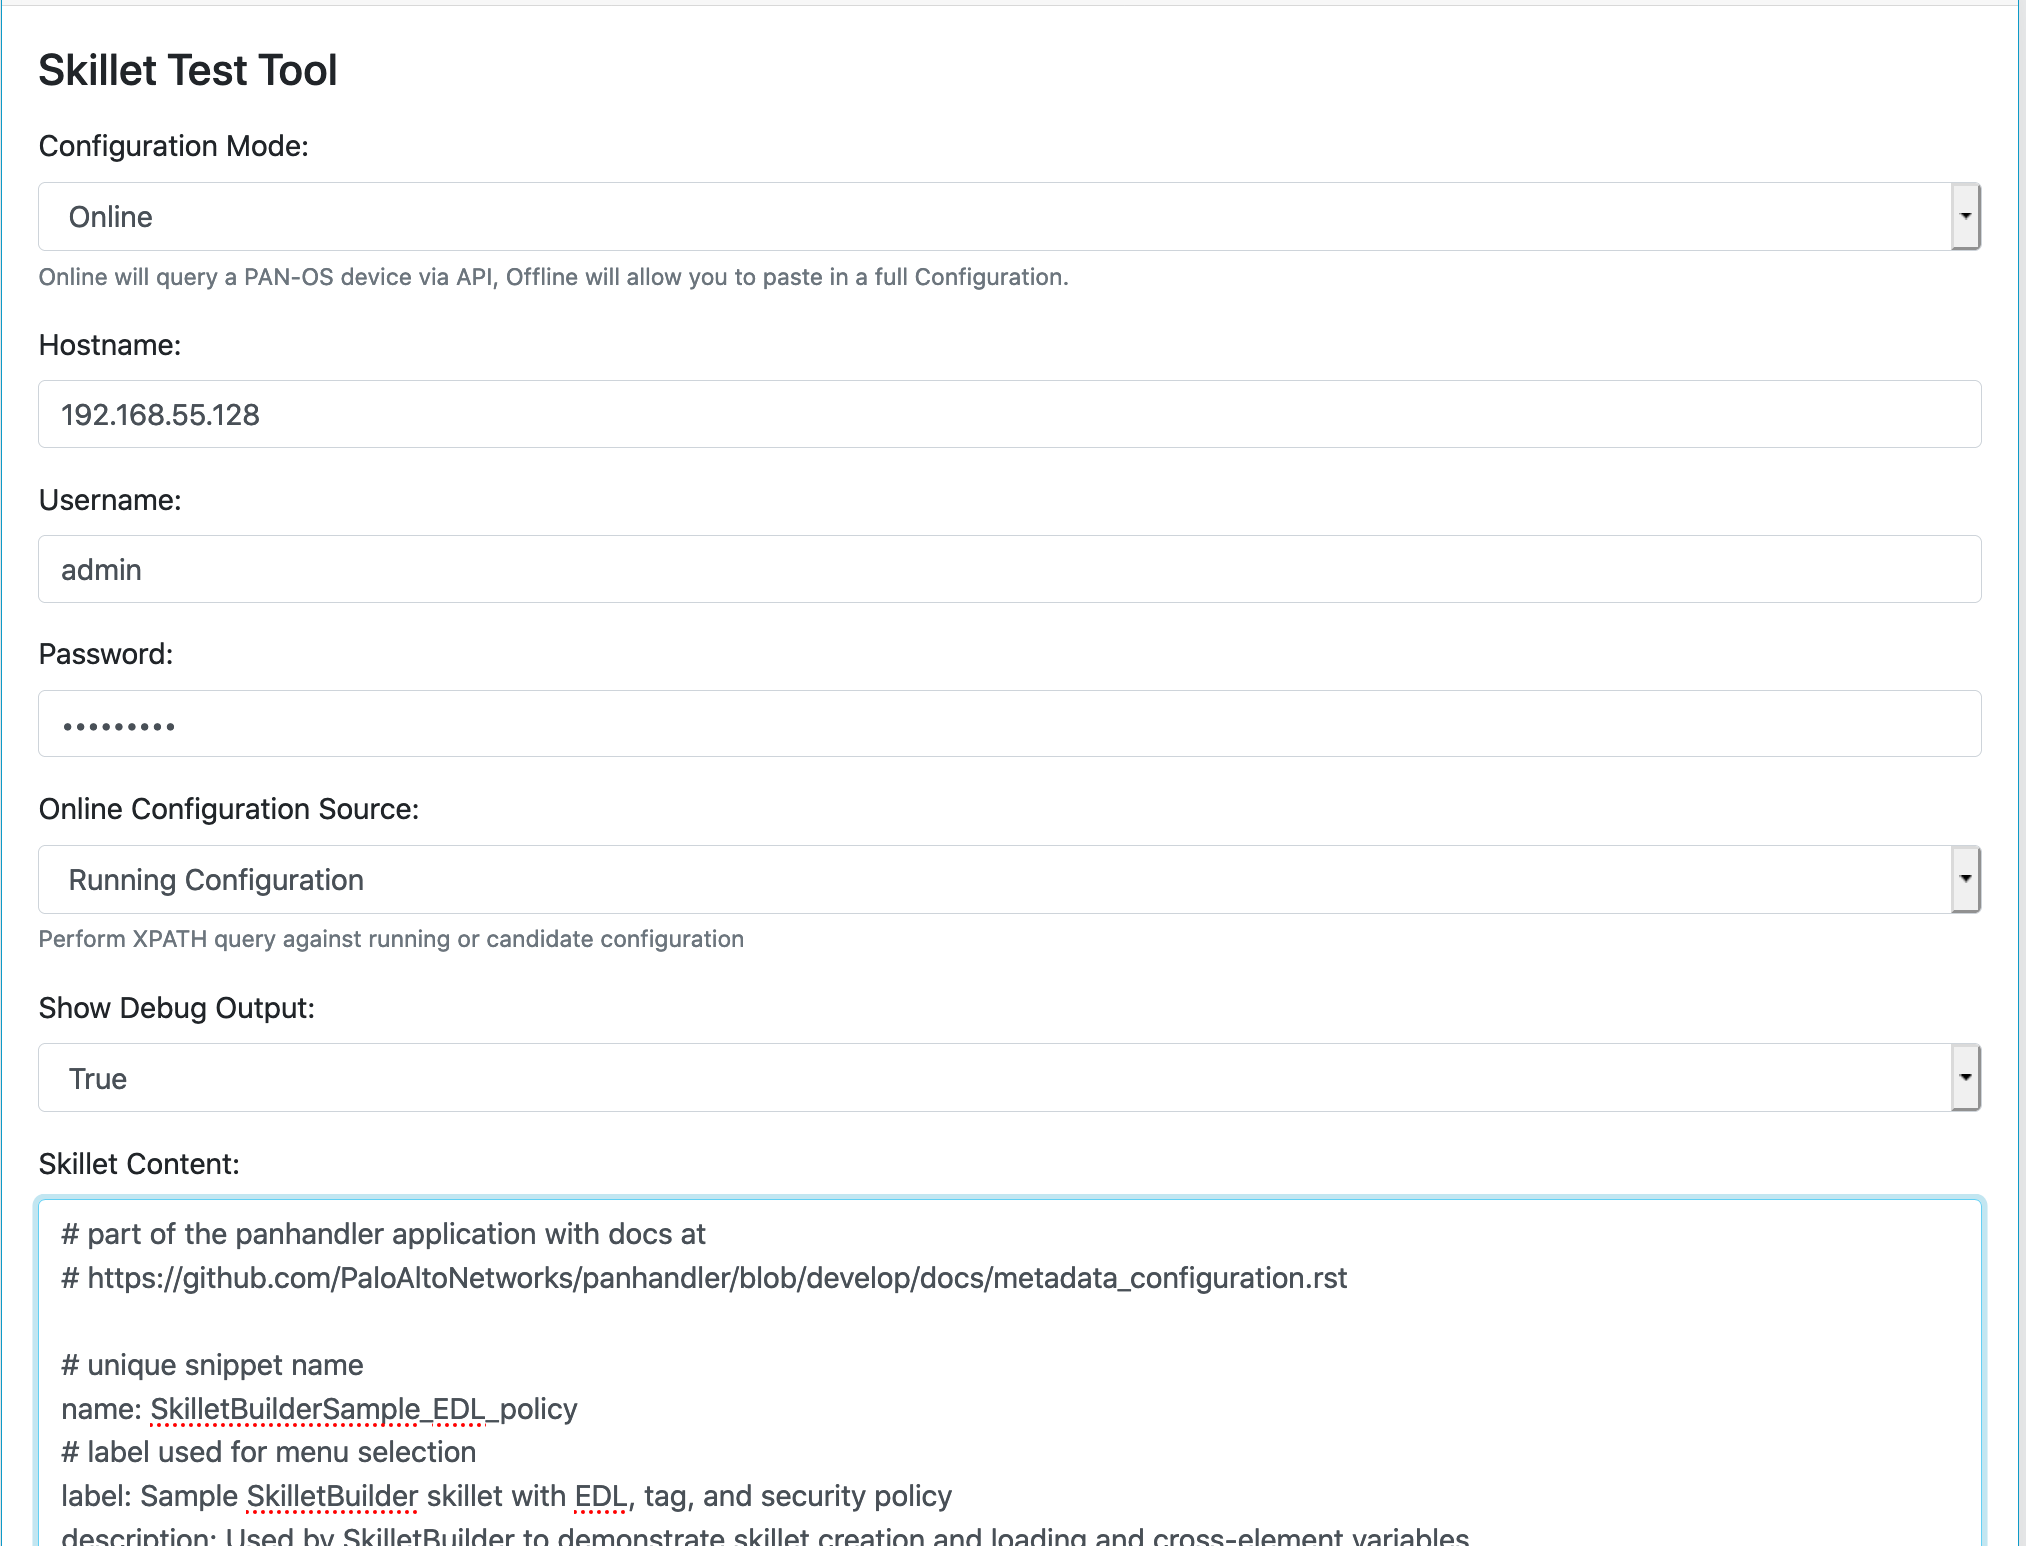 Skillet Test Tool
Configuration Mode:
Online
Online will query a PAN-OS device via API, Offline will allow you to paste in a full Configuration.
Hostname:
192.168.55.128
Username:
admin
Password:
•••••••••
Online Configuration Source:
Running Configuration
Perform XPATH query against running or candidate configuration
Show Debug Output:
True
Skillet Content:
# part of the panhandler application with docs at
# https://github.com/PaloAltoNetworks/panhandler/blob/develop/docs/metadata_configuration.rst
# unique snippet name
name: SkilletBuilderSample_EDL_policy
# label used for menu selection
label: Sample SkilletBuilder skillet with EDL, tag, and security policy
description: Used by SkilletBuilder to demonstrate skillet creation and loading and cross-element variables